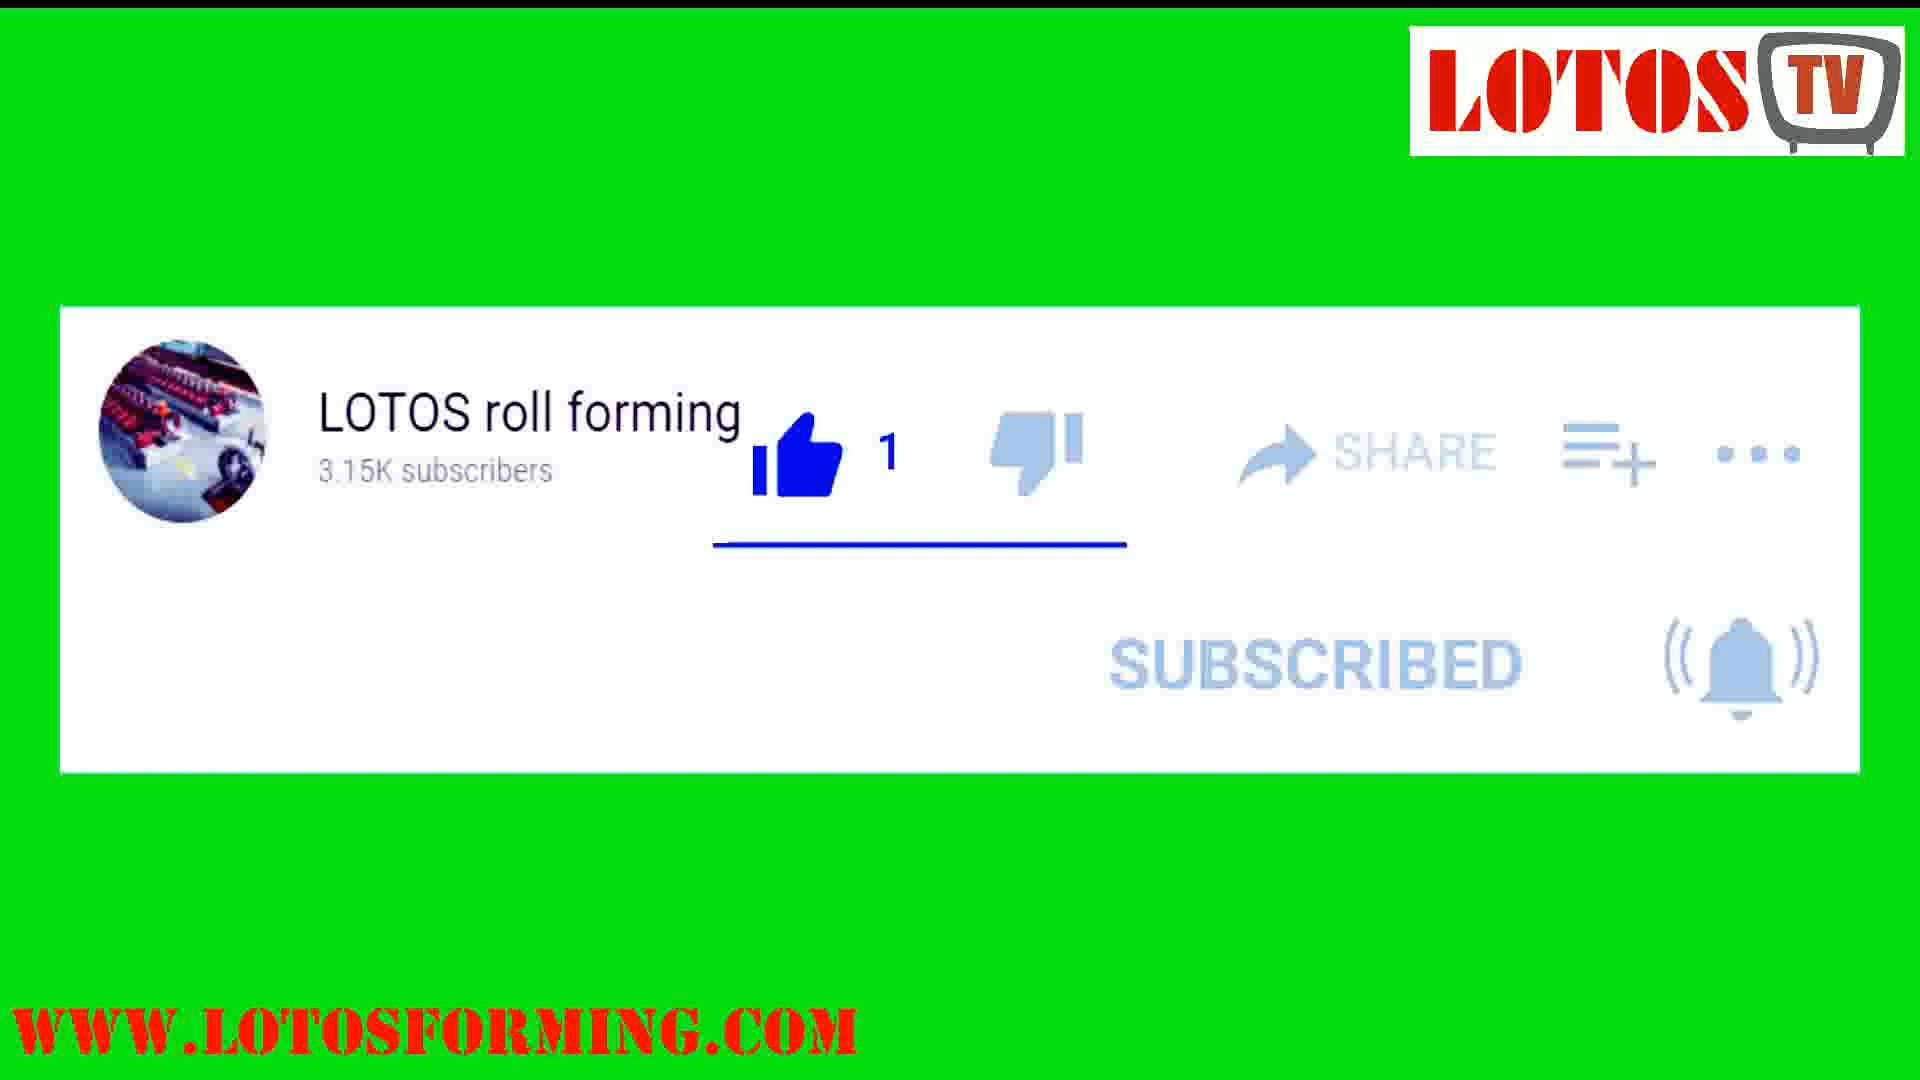 LOTOS TV
LOTOS roll forming
3.15K subscribers
1
SHARE
SUBSCRIBED
WWW.LOTOSFORMING.COM